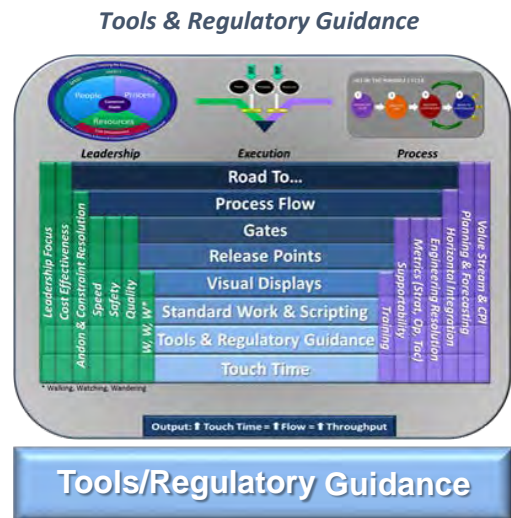 Tools & Regulatory Guidance
People
Process
Resources
Leadership
Execution
Process
Road To...
Process Flow
Gates
Release Points
Visual Displays
Standard Work & Scripting
Tools & Regulatory Guidance
Touch Time
Leadership Focus
Cost Effectiveness
Andon & Constraint Resolution
Speed
Safety
Quality
W, W, W*
Training
Supportability
Metrics (Strat, Op, Tac)
Engineering Resolution
Horizontal Integration
Planning & Forecasting
Value Stream & CPI
* Walking, Watching, Wandering
Output: ⬆ Touch Time = ⬆ Flow = ⬆ Throughput
Tools/Regulatory Guidance